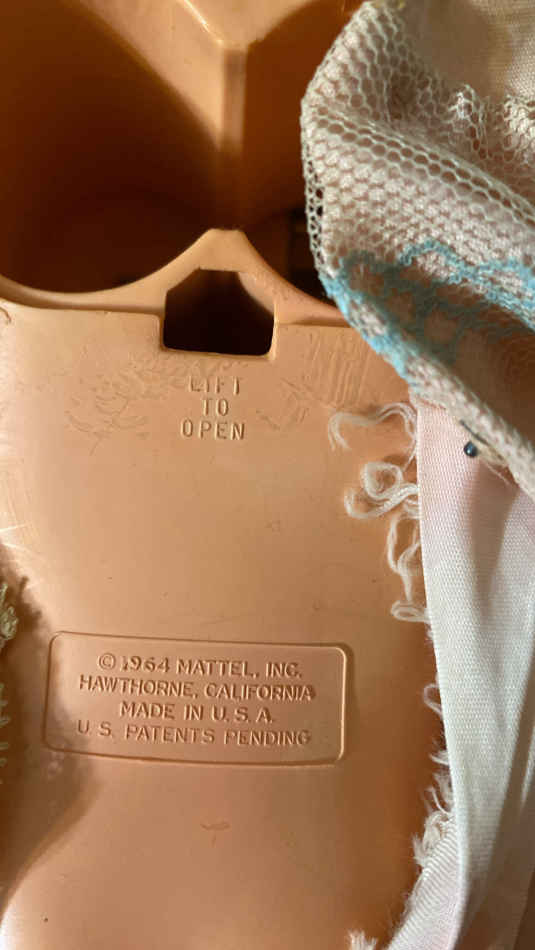 LIFT
TO
OPEN
© 1964 MATTEL, INC.
HAWTHORNE, CALIFORNIA
MADE IN U.S.A.
U.S. PATENTS PENDING